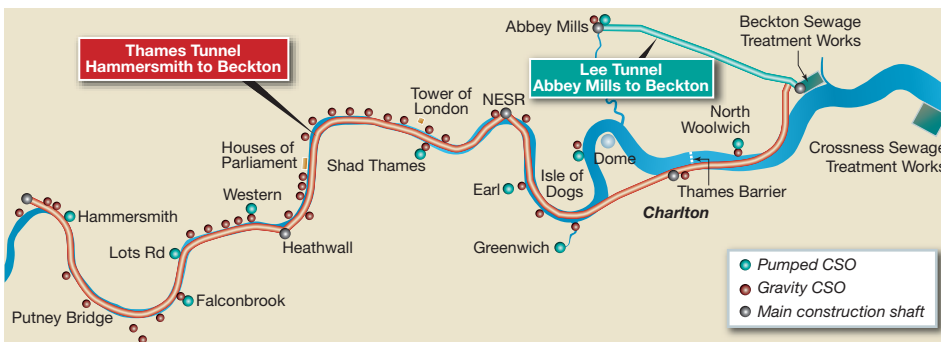 Abbey Mills
Beckton Sewage
Treatment Works
Thames Tunnel
Hammersmith to Beckton
Lee Tunnel
Abbey Mills to Beckton
Tower of
London
NESR
North
Woolwich
Houses of
Parliament
Shad Thames
Dome
Crossness Sewage
Treatment Works
Isle of
Dogs
Earl
Thames Barrier
Western
Charlton
Hammersmith
Heathwall
Greenwich
Lots Rd
Falconbrook
Putney Bridge
Pumped CSO
Gravity CSO
Main construction shaft